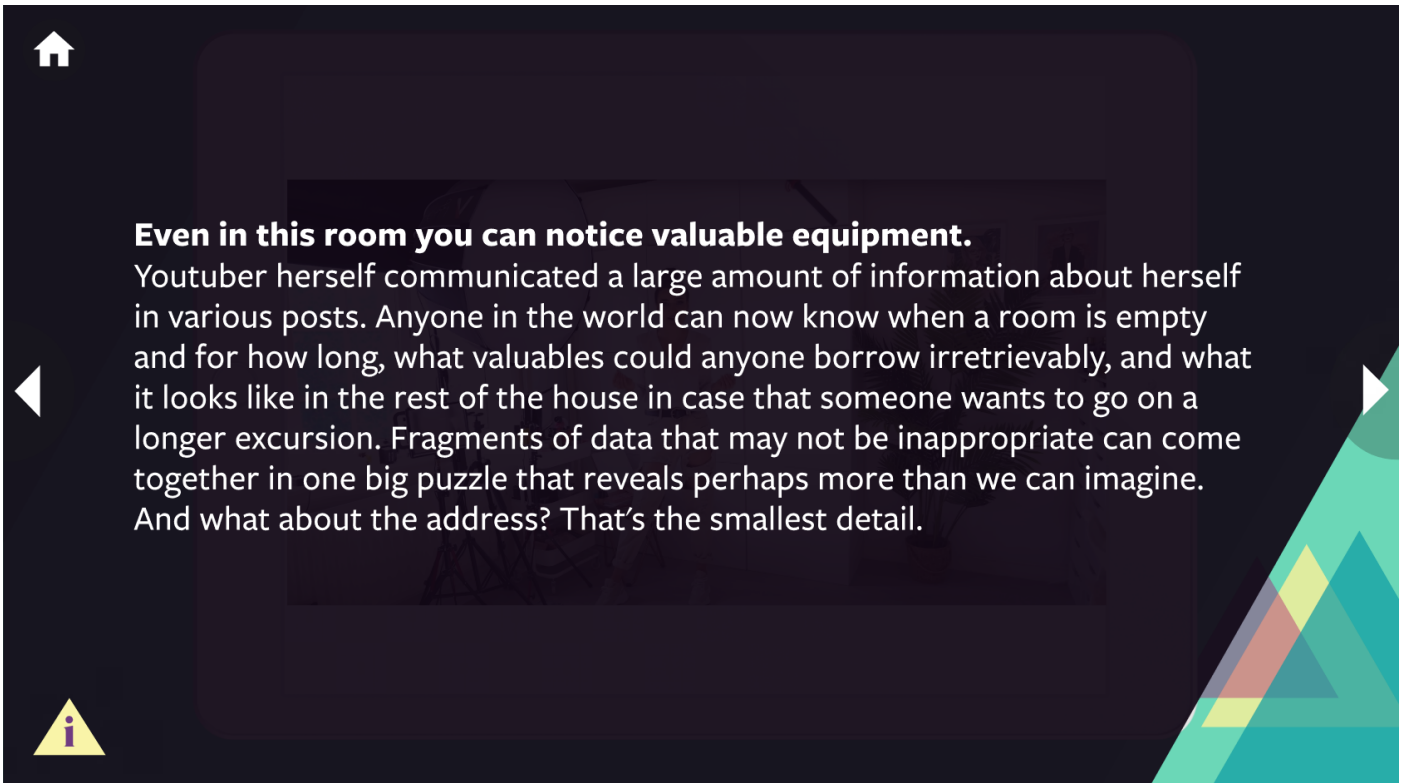 Even in this room you can notice valuable equipment.
Youtuber herself communicated a large amount of information about herself
in various posts. Anyone in the world can now know when a room is empty
and for how long, what valuables could anyone borrow irretrievably, and what
it looks like in the rest of the house in case that someone wants to go on a
longer excursion. Fragments of data that may not be inappropriate can come
together in one big puzzle that reveals perhaps more than we can imagine.
And what about the address? That's the smallest detail.
i